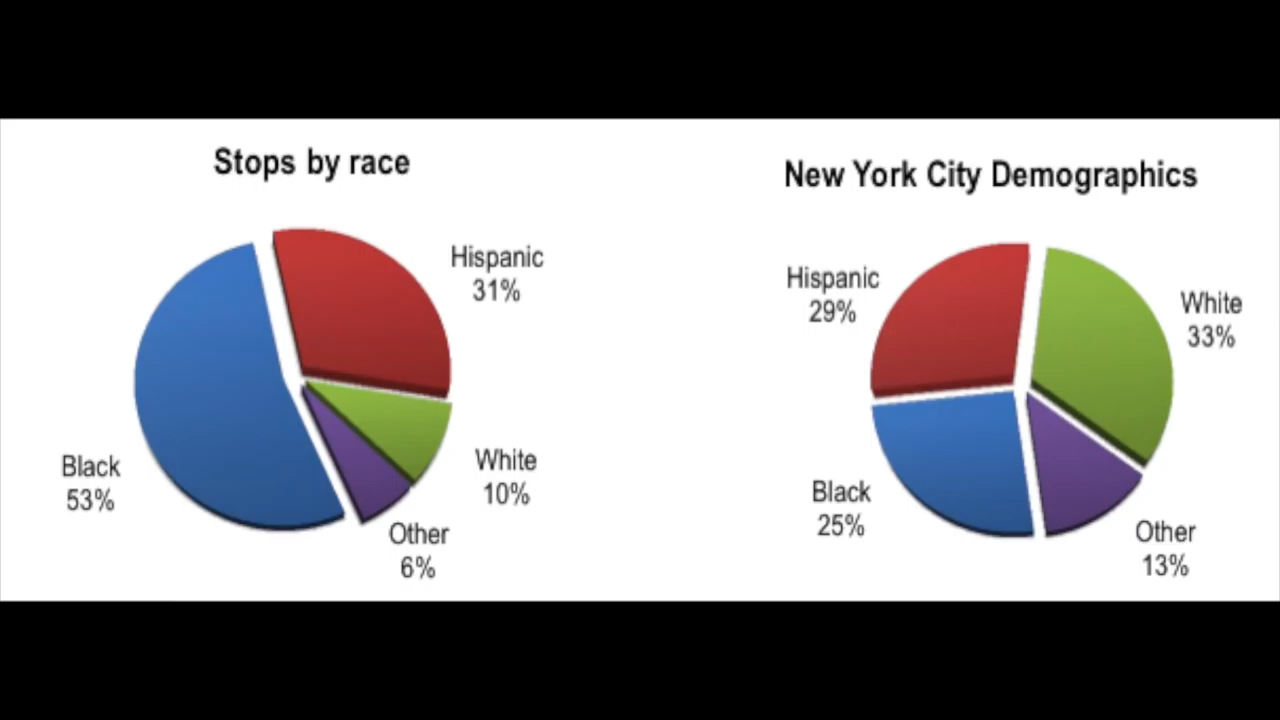 Stops by race
Hispanic
31%
Black
53%
White
10%
Other
6%
New York City Demographics
Hispanic
29%
White
33%
Black
25%
Other
13%